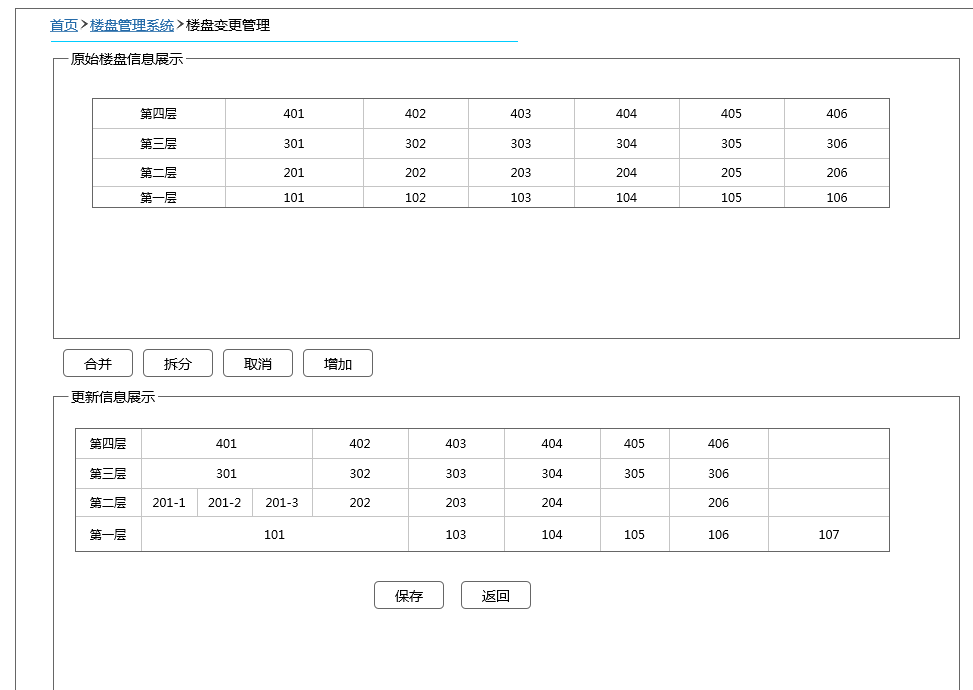 首页>楼盘管理系统>楼盘变更管理
原始楼盘信息展示
第四层 401 402 403 404 405 406
第三层 301 302 303 304 305 306
第二层 201 202 203 204 205 206
第一层 101 102 103 104 105 106
合并 拆分 取消 增加
更新信息展示
第四层 401 402 403 404 405 406
第三层 301 302 303 304 305 306
第二层 201-1 201-2 201-3 202 203 204 206
第一层 101 103 104 105 106 107
保存 返回